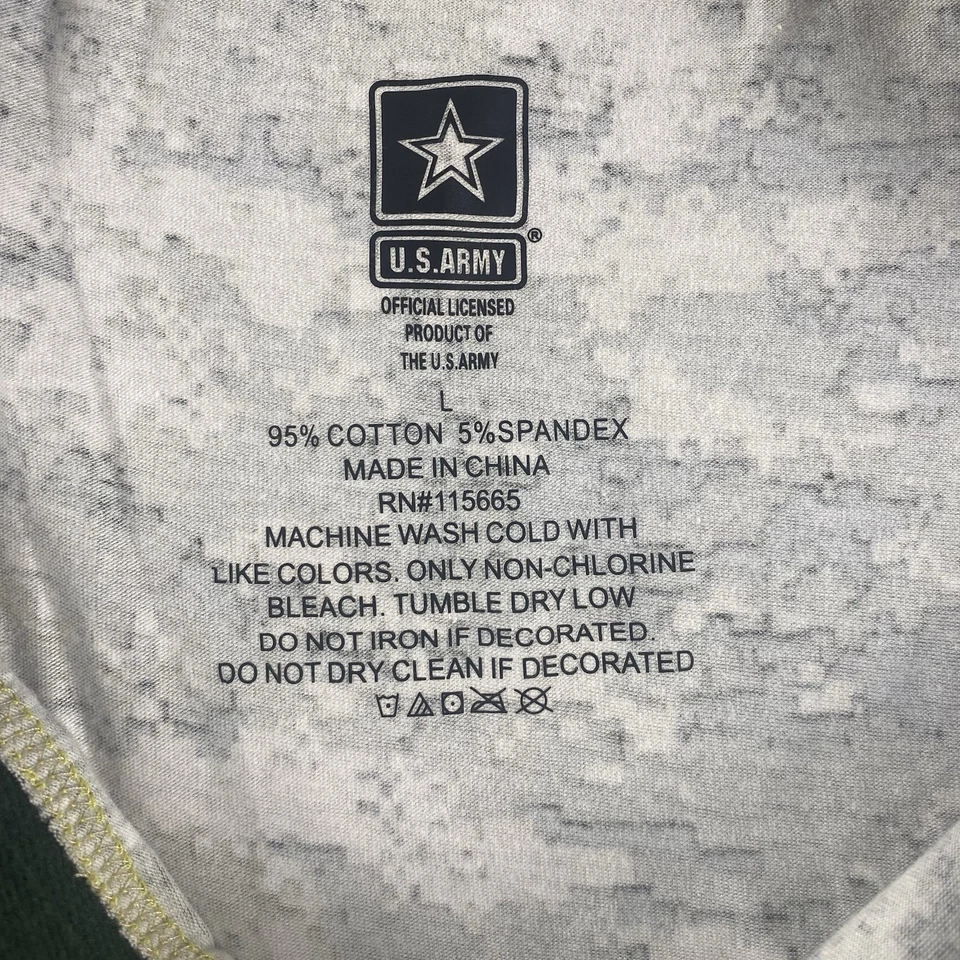 U.S.ARMY ®
OFFICIAL LICENSED
PRODUCT OF
THE U.S.ARMY
L
95% COTTON 5%SPANDEX
MADE IN CHINA
RN#115665
MACHINE WASH COLD WITH
LIKE COLORS. ONLY NON-CHLORINE
BLEACH. TUMBLE DRY LOW
DO NOT IRON IF DECORATED.
DO NOT DRY CLEAN IF DECORATED